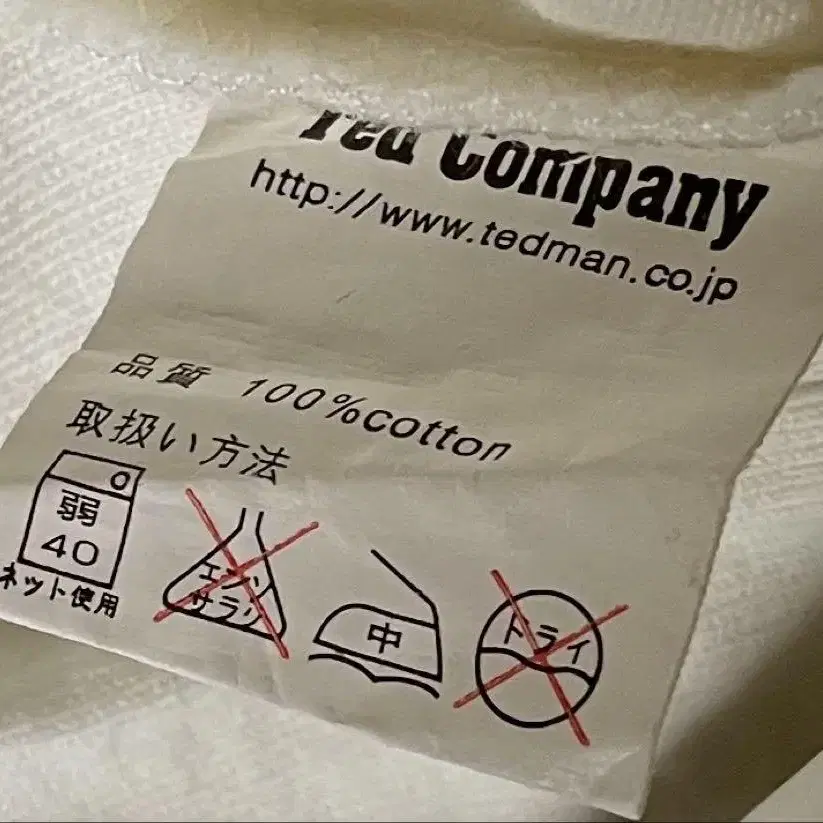 Ted Company
http://www.tedman.co.jp
品質 100%cotton
取扱い方法
弱
40
ネット使用
エンソ
サラシ
中
ドライ